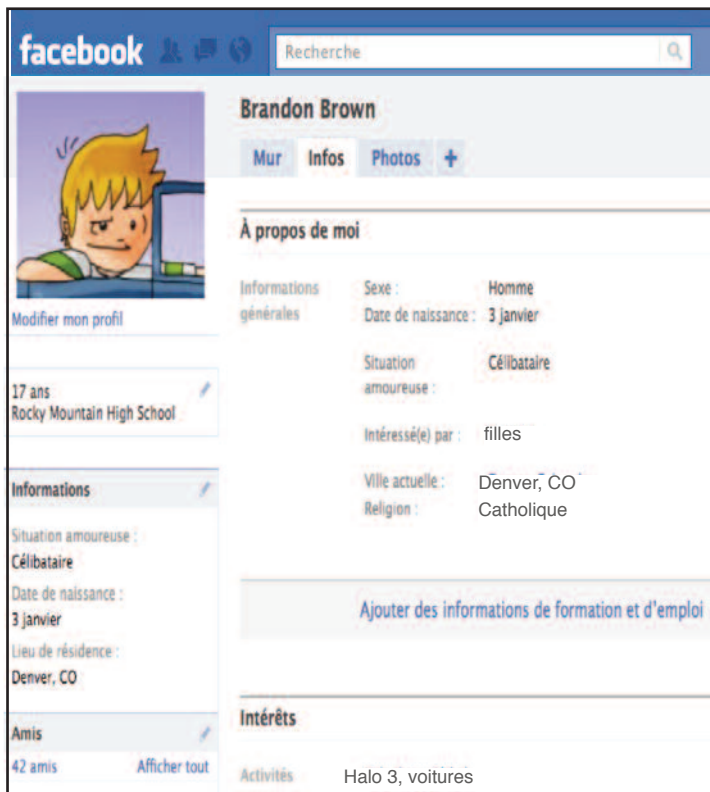 facebook
Recherche
Brandon Brown
Mur Infos Photos +
À propos de moi
Informations générales
Sexe : Homme
Date de naissance : 3 janvier
Situation amoureuse : Célibataire
Intéressé(e) par : filles
Ville actuelle : Denver, CO
Religion : Catholique
Ajouter des informations de formation et d'emploi
Intérêts
Activités Halo 3, voitures
Modifier mon profil
17 ans
Rocky Mountain High School
Informations
Situation amoureuse :
Célibataire
Date de naissance :
3 janvier
Lieu de résidence :
Denver, CO
Amis
42 amis Afficher tout